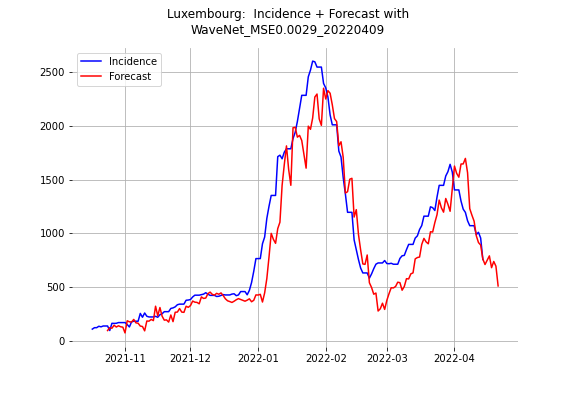 Luxembourg:  Incidence + Forecast with
WaveNet_MSE0.0029_20220409
Incidence
Forecast
2500
2000
1500
1000
500
0
2021-11 2021-12 2022-01 2022-02 2022-03 2022-04